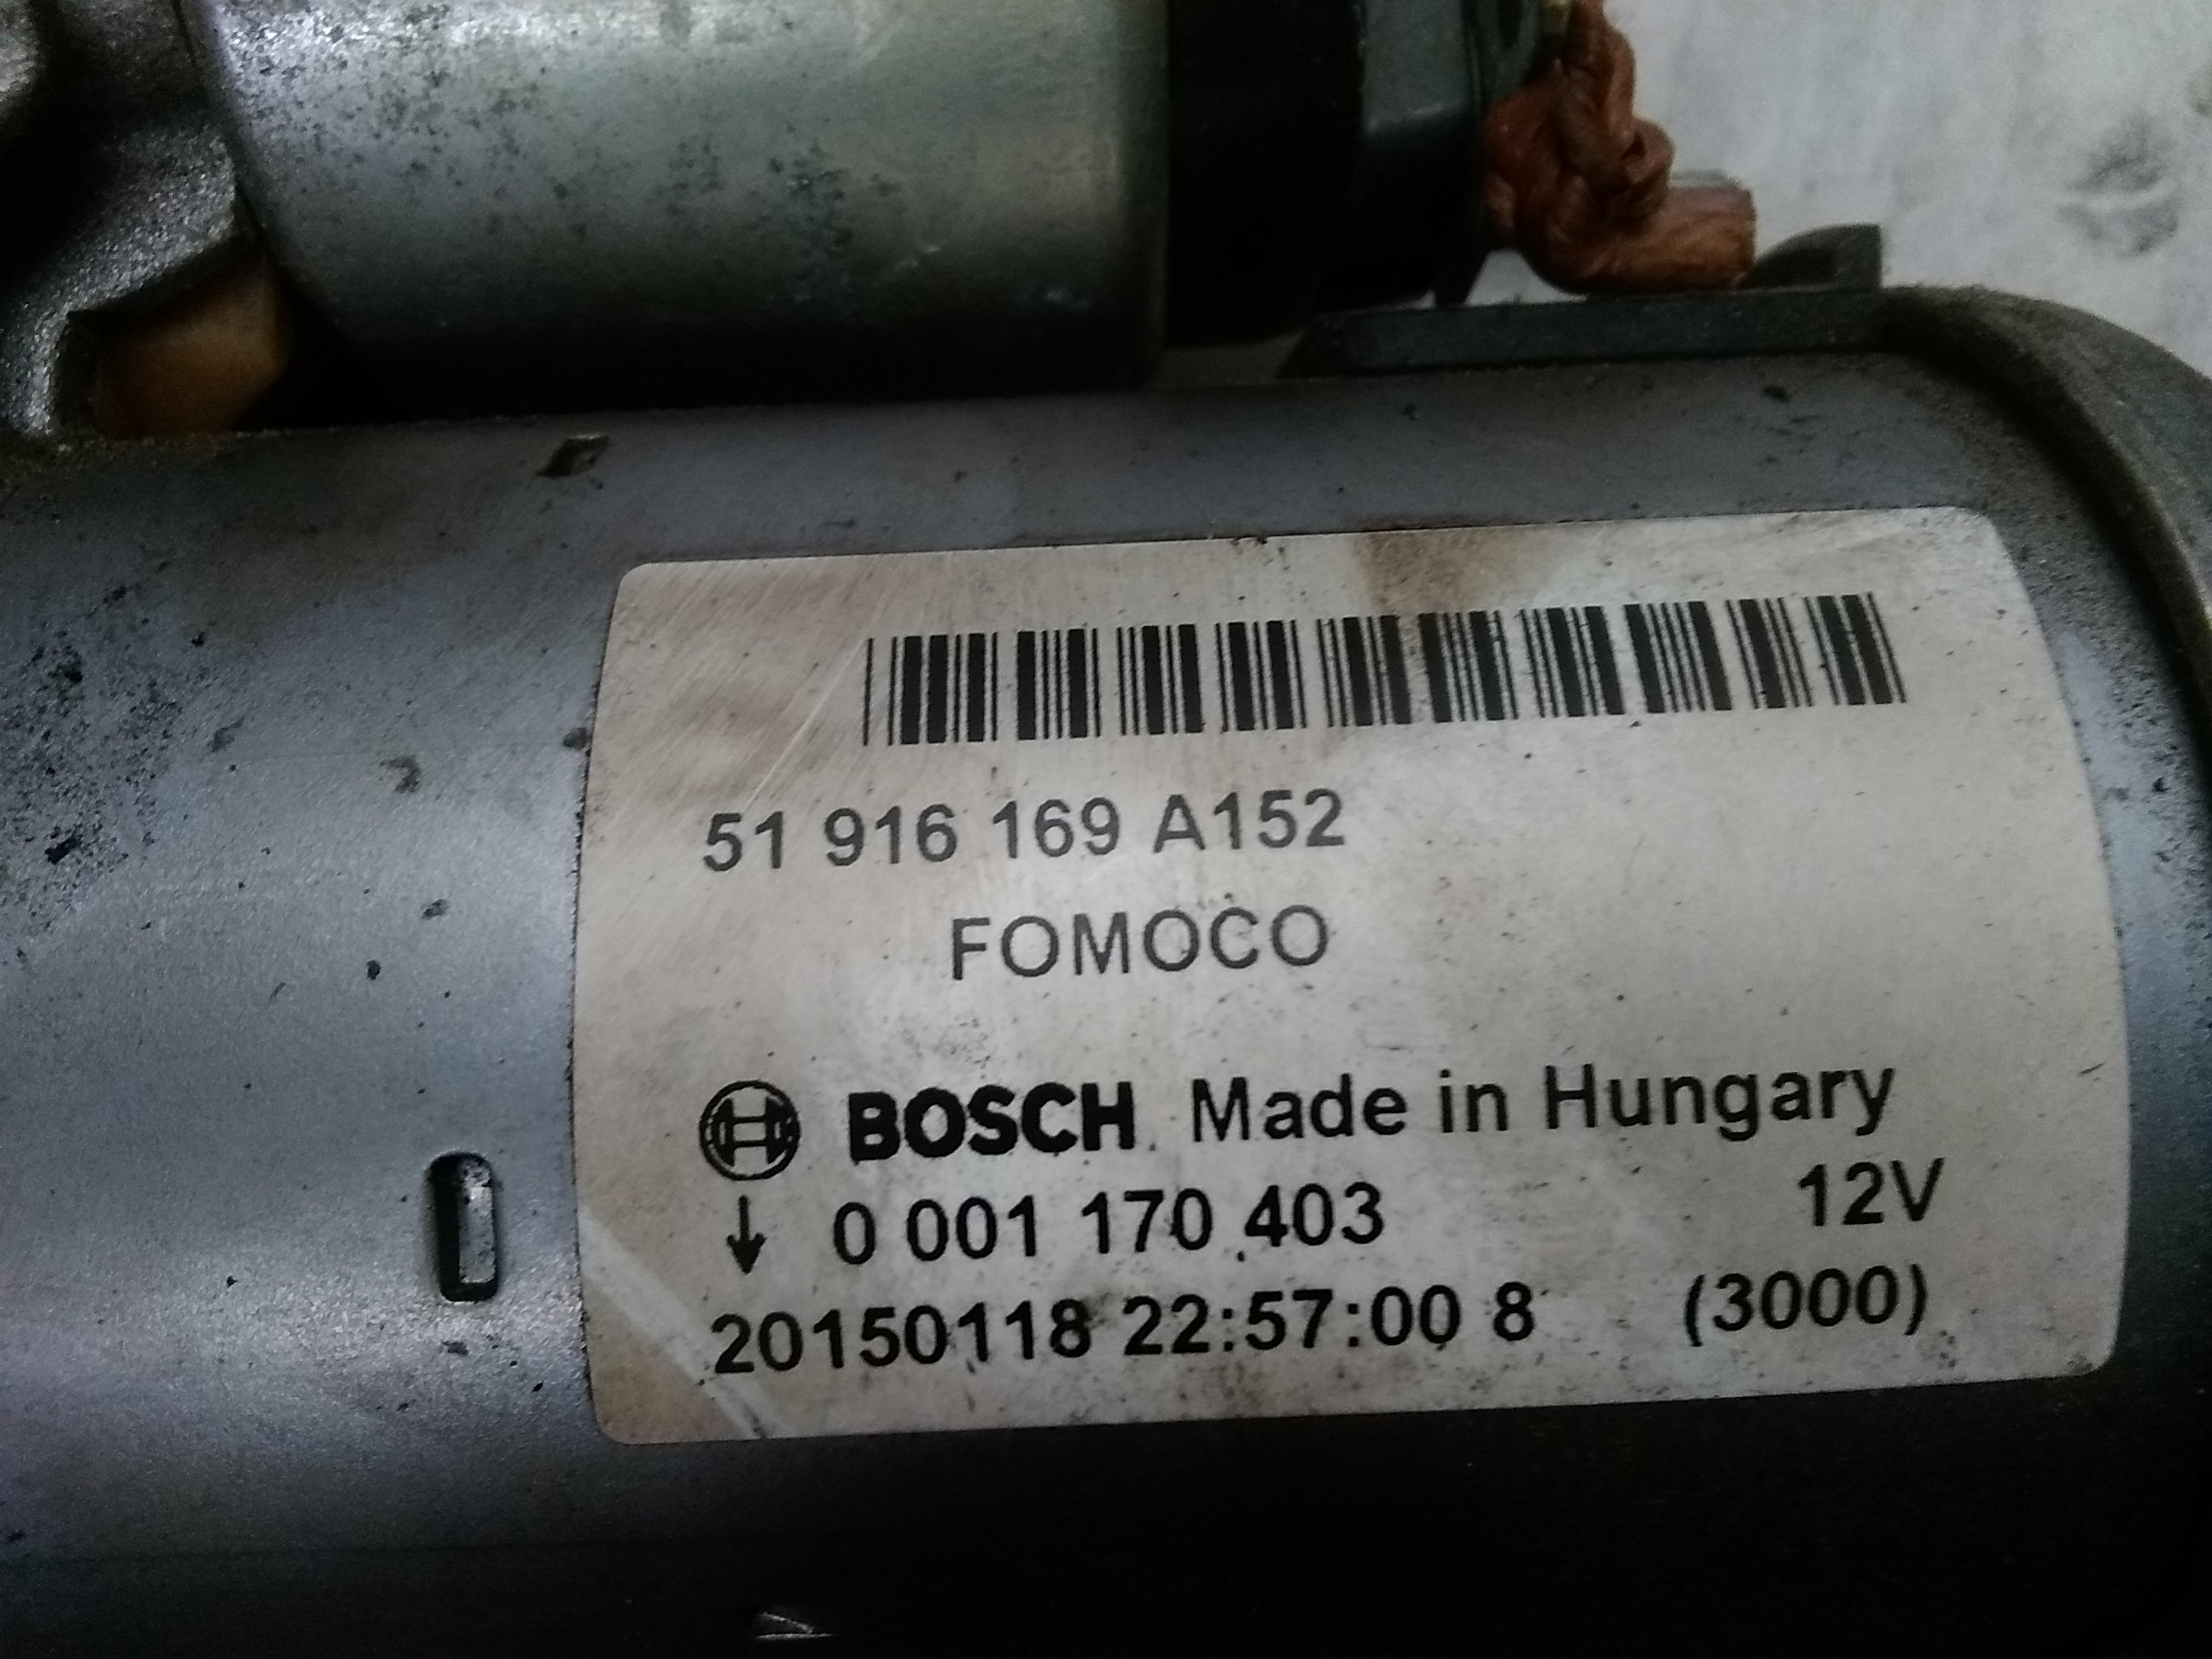 51 916 169 A152
FOMOCO
BOSCH Made in Hungary
↓ 0 001 170 403 12V
20150118 22:57:00 8 (3000)